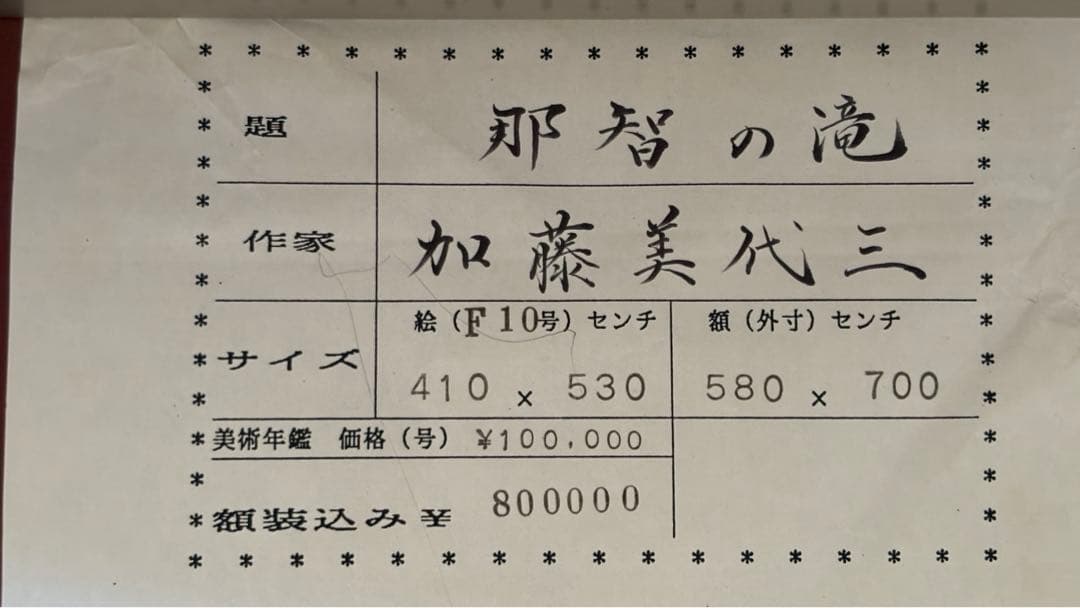 題 那智の滝
作家 加藤美代三
サイズ 絵（F10号）センチ 額（外寸）センチ
410 × 530 580 × 700
美術年鑑 価格（号） ¥100,000
額装込み ¥ 800000